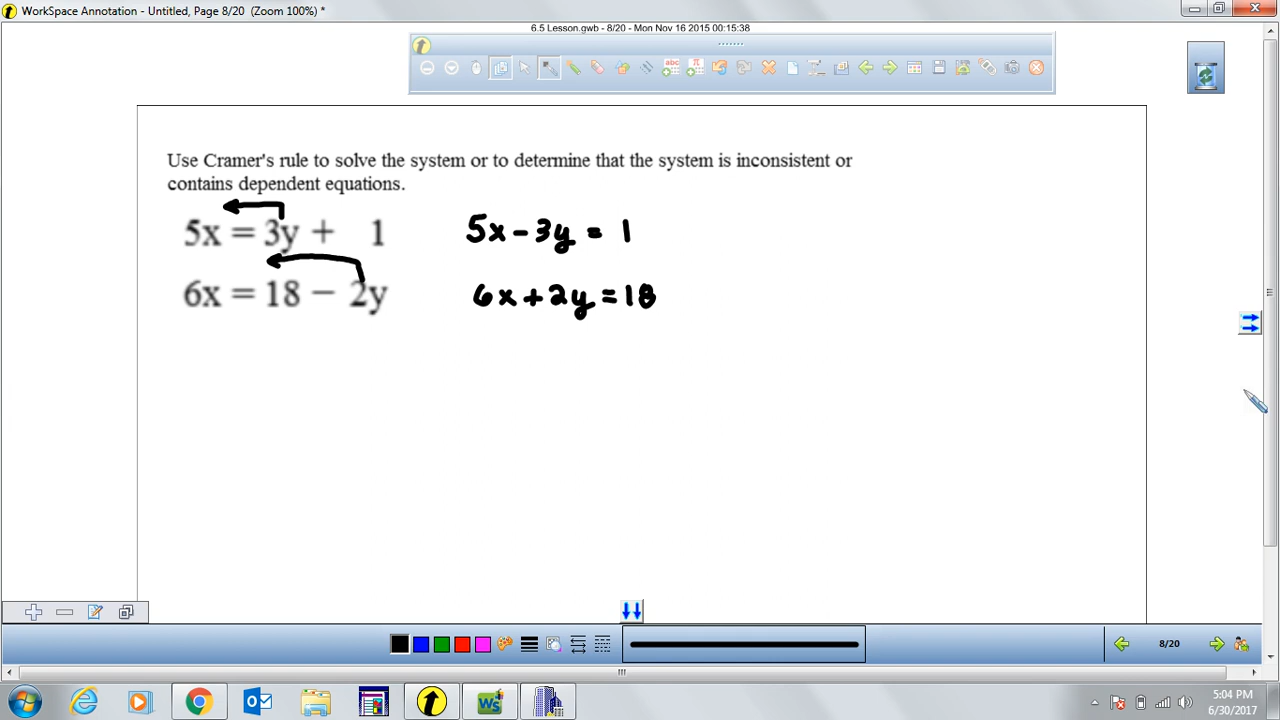 WorkSpace Annotation - Untitled, Page 8/20 (Zoom 100%) *
6.5 Lesson.gwb - 8/20 - Mon Nov 16 2015 00:15:38
abc
π
Use Cramer's rule to solve the system or to determine that the system is inconsistent or
contains dependent equations.
5x = 3y + 1
5x - 3y = 1
6x = 18 − 2y
6x + 2y = 18
8/20
WS
5:04 PM
6/30/2017